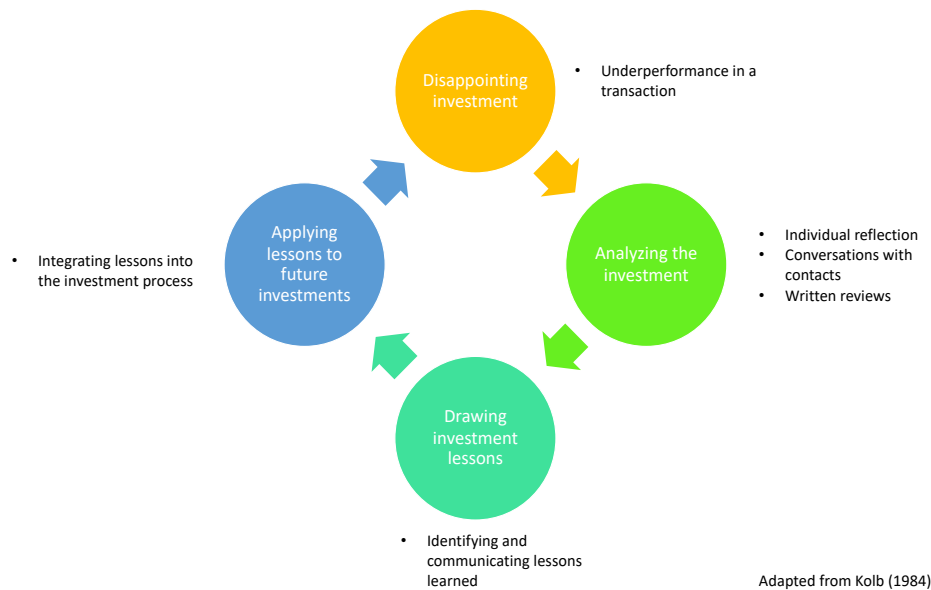 Disappointing
investment
• Underperformance in a
transaction
Analyzing the
investment
• Individual reflection
• Conversations with
contacts
• Written reviews
Drawing
investment
lessons
• Identifying and
communicating lessons
learned
Applying
lessons to
future
investments
• Integrating lessons into
the investment process
Adapted from Kolb (1984)